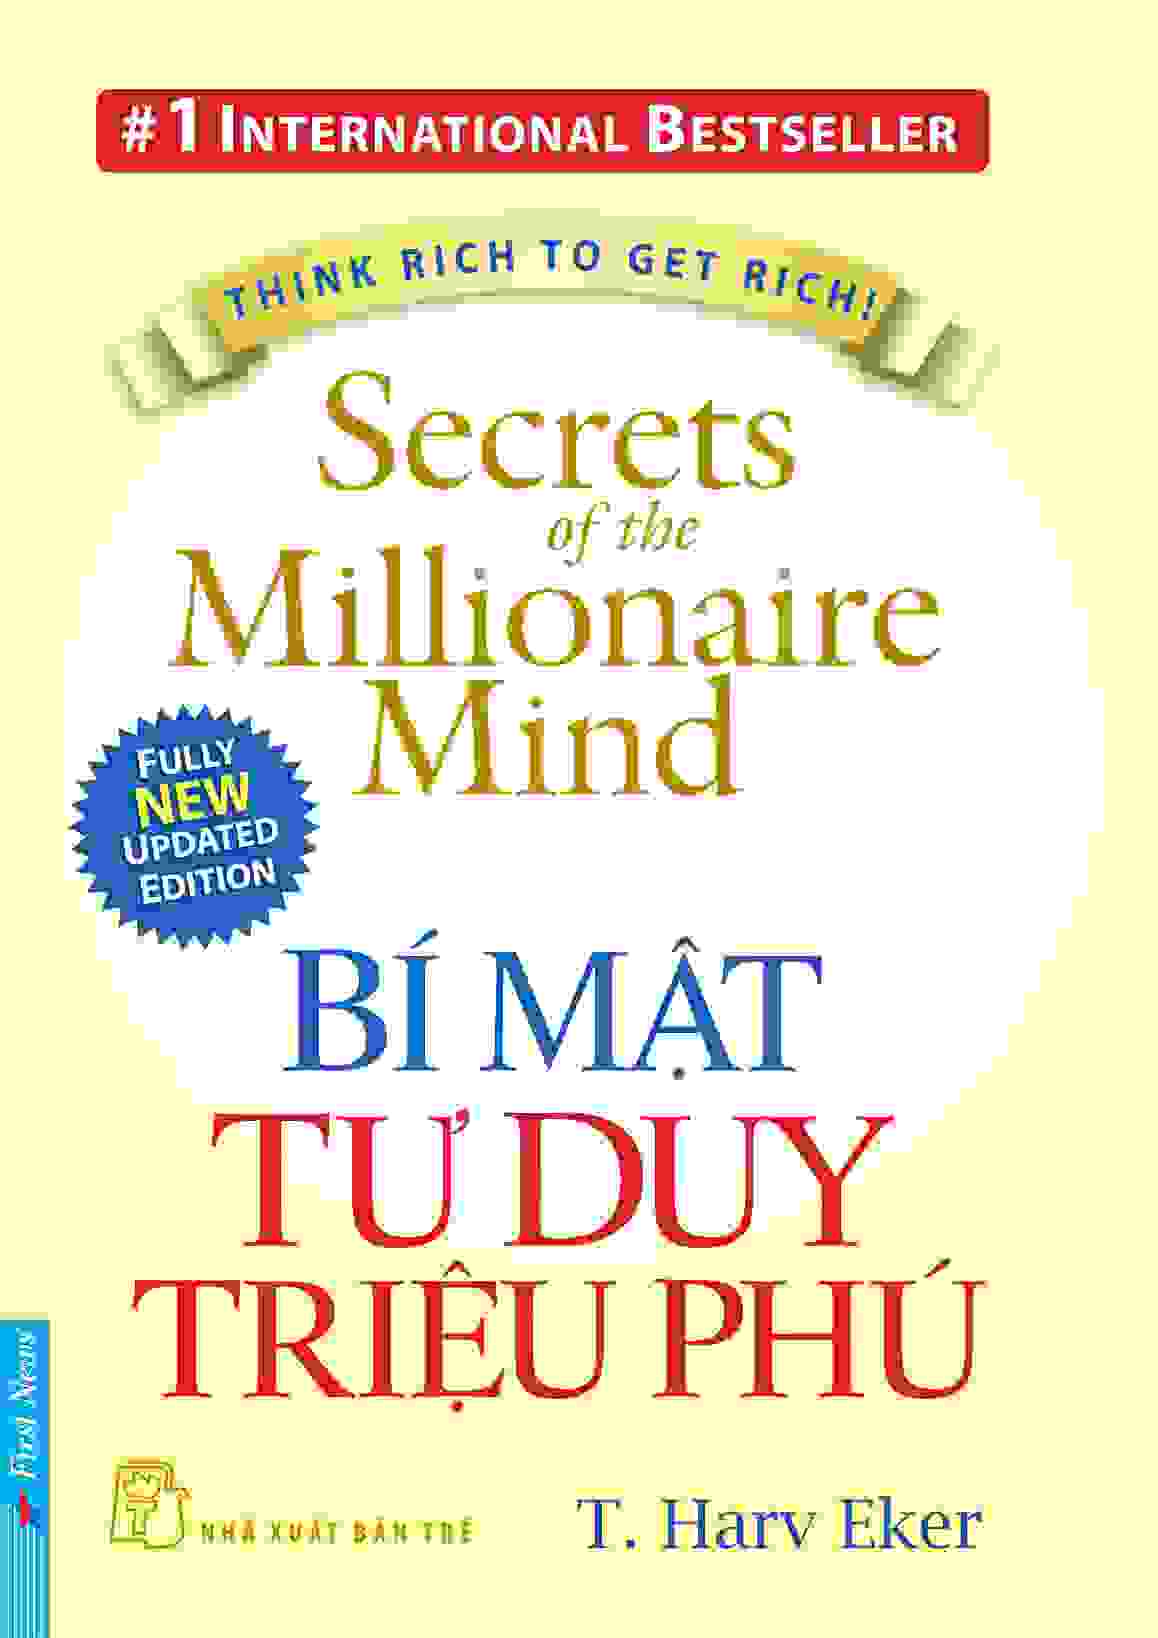 #1 INTERNATIONAL BESTSELLER
THINK RICH TO GET RICH!
Secrets
of the
Millionaire
Mind
FULLY
NEW
UPDATED
EDITION
BÍ MẬT
TƯ DUY
TRIỆU PHÚ
First News
NHÀ XUẤT BẢN TRẺ
T. Harv Eker